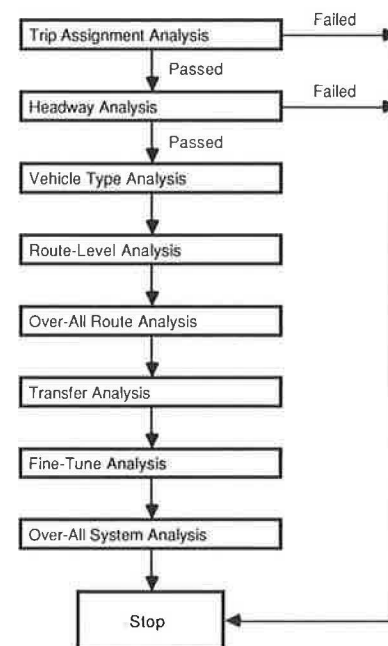 Trip Assignment Analysis
Failed
Passed
Headway Analysis
Failed
Passed
Vehicle Type Analysis
Route-Level Analysis
Over-All Route Analysis
Transfer Analysis
Fine-Tune Analysis
Over-All System Analysis
Stop